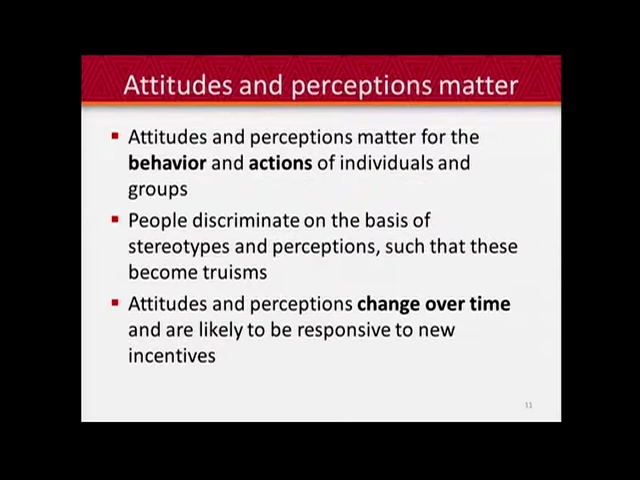 Attitudes and perceptions matter
Attitudes and perceptions matter for the
behavior and actions of individuals and
groups
People discriminate on the basis of
stereotypes and perceptions, such that these
become truisms
Attitudes and perceptions change over time
and are likely to be responsive to new
incentives
11